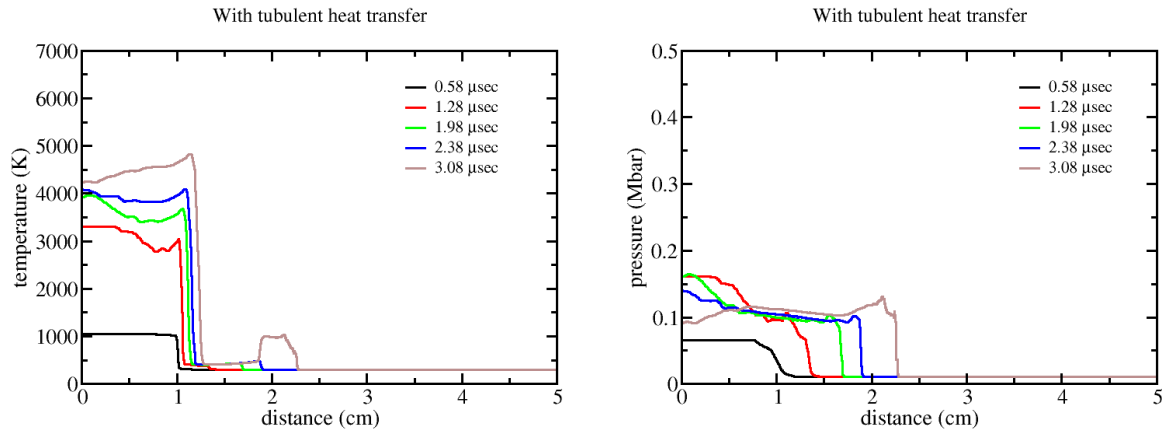 With tubulent heat transfer
7000
6000
5000
4000
3000
2000
1000
0
temperature (K)
0.58 μsec
1.28 μsec
1.98 μsec
2.38 μsec
3.08 μsec
0 1 2 3 4 5
distance (cm)
With tubulent heat transfer
0.5
0.4
0.3
0.2
0.1
0
pressure (Mbar)
0.58 μsec
1.28 μsec
1.98 μsec
2.38 μsec
3.08 μsec
0 1 2 3 4 5
distance (cm)